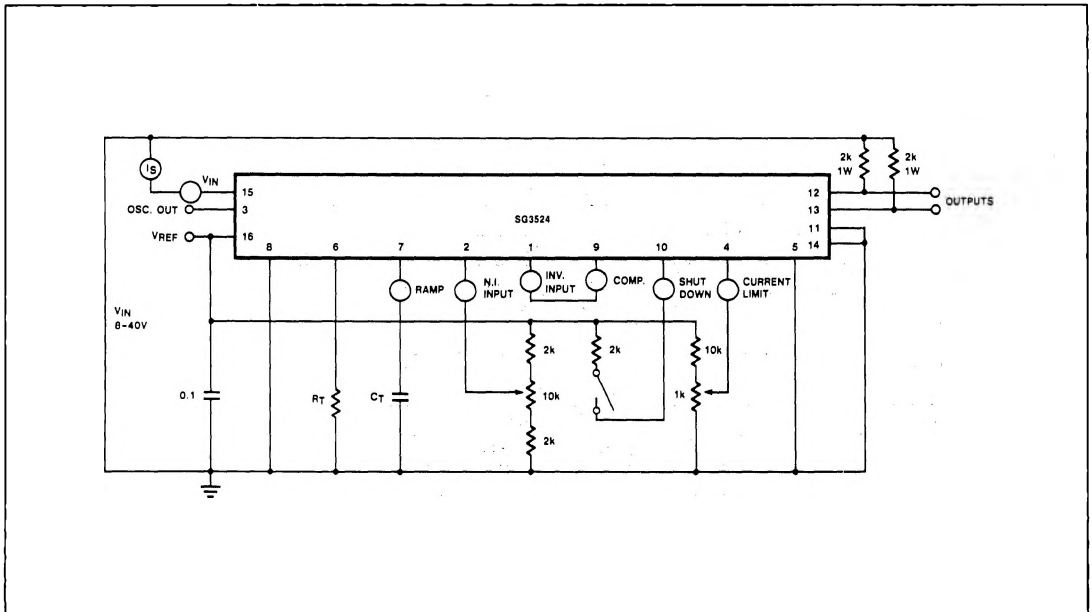 2k
1W
2k
1W
IS
VIN
15
OSC. OUT
3
VREF
16
SG3524
12
13
11
14
OUTPUTS
8
6
7
2
1
9
10
4
5
RAMP
N.I.
INPUT
INV.
INPUT
COMP.
SHUT
DOWN
CURRENT
LIMIT
VIN
8-40V
0.1
RT
CT
2k
10k
2k
2k
10k
1k